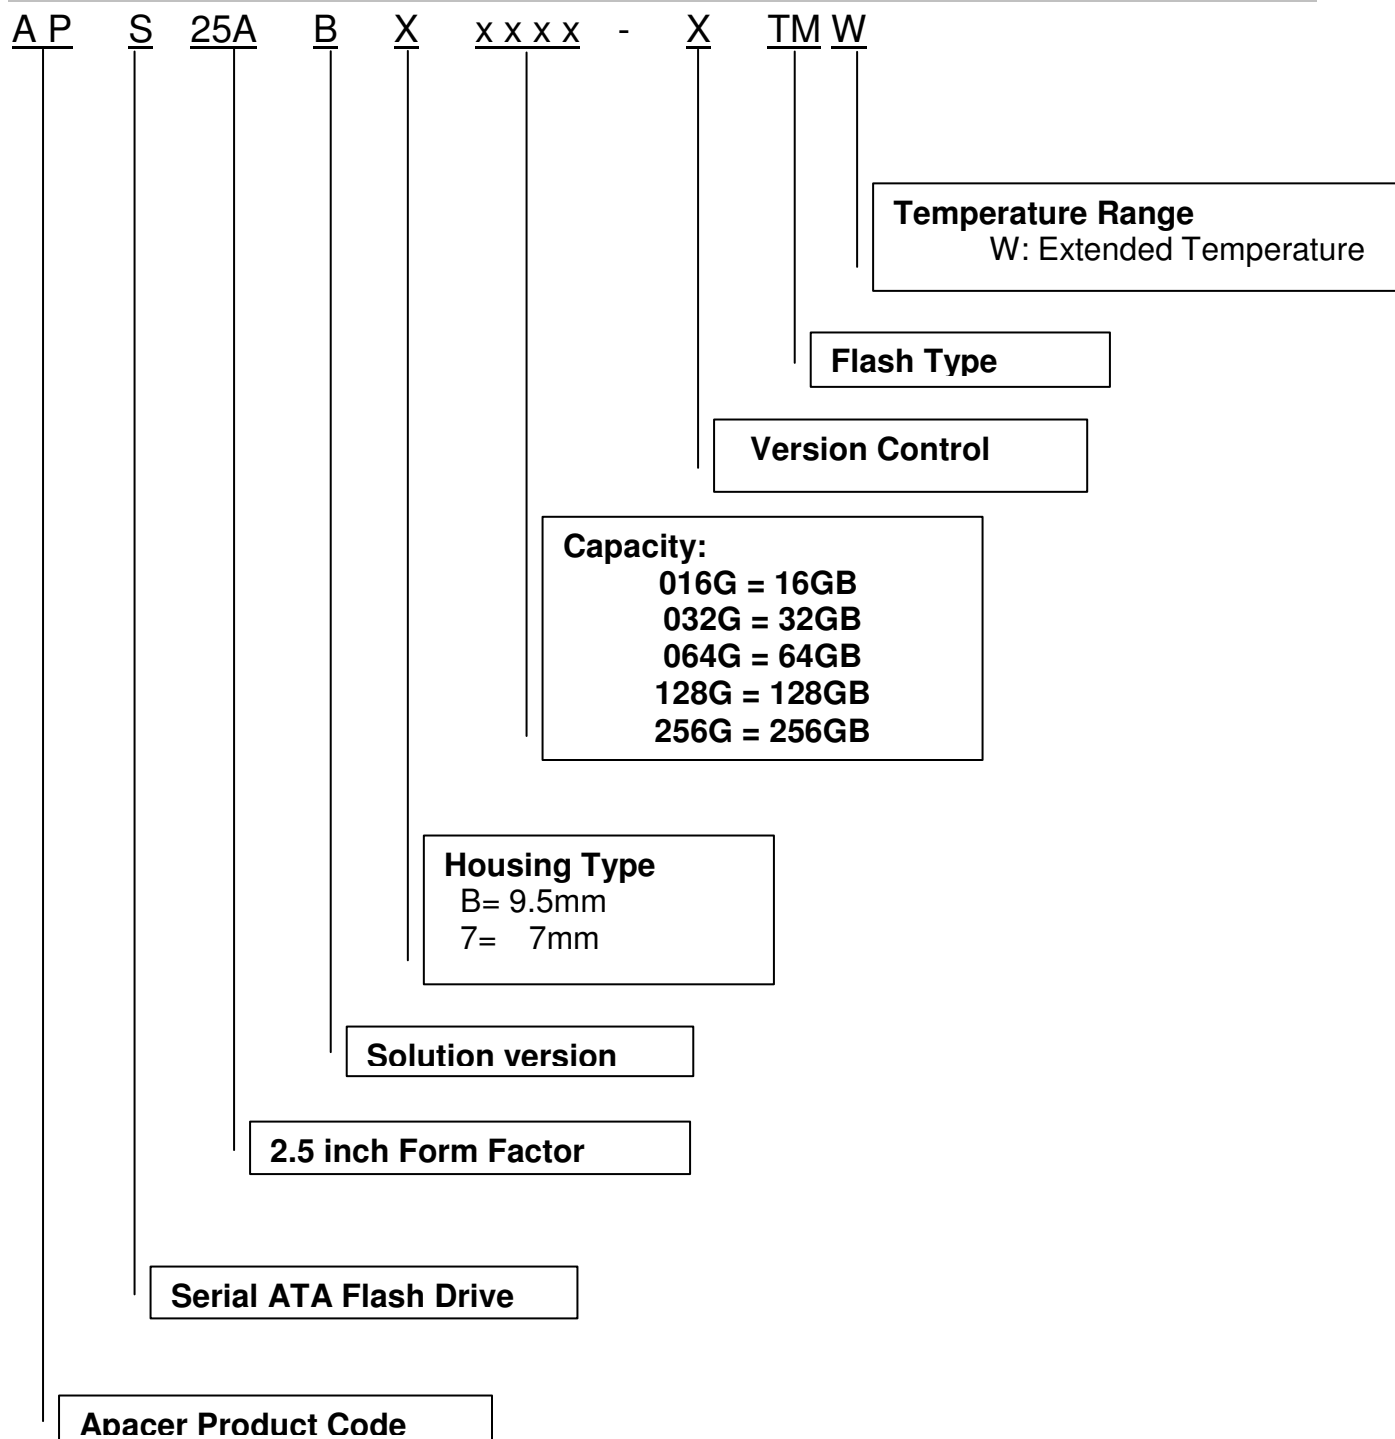 A P S 25A B X x x x x - X TM W
Temperature Range
W: Extended Temperature
Flash Type
Version Control
Capacity:
016G = 16GB
032G = 32GB
064G = 64GB
128G = 128GB
256G = 256GB
Housing Type
B= 9.5mm
7= 7mm
Solution version
2.5 inch Form Factor
Serial ATA Flash Drive
Apacer Product Code